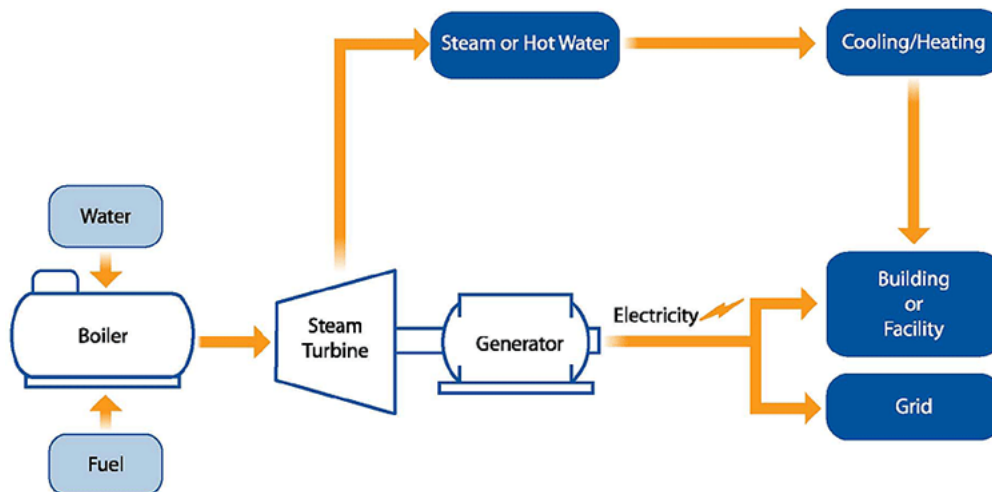 Steam or Hot Water
Cooling/Heating
Water
Boiler
Steam
Turbine
Generator
Electricity
Building
or
Facility
Grid
Fuel